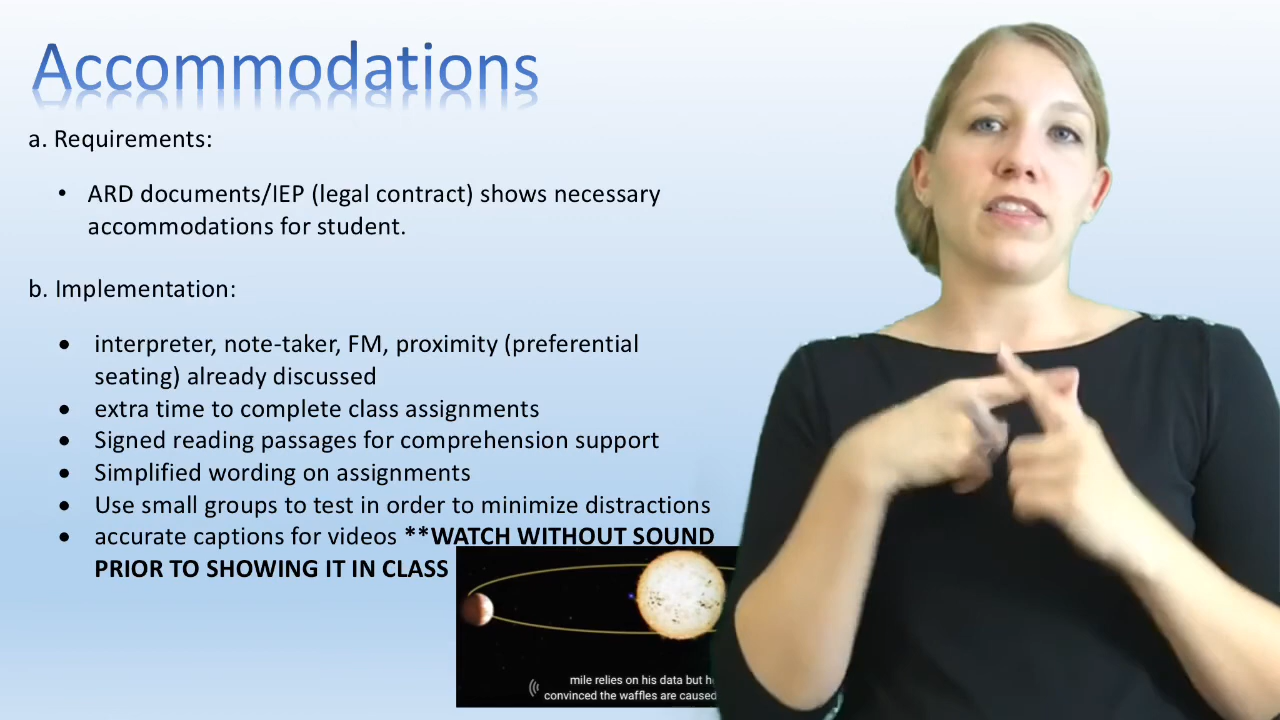 Accommodations
a. Requirements:
• ARD documents/IEP (legal contract) shows necessary
accommodations for student.
b. Implementation:
• interpreter, note-taker, FM, proximity (preferential
seating) already discussed
• extra time to complete class assignments
• Signed reading passages for comprehension support
• Simplified wording on assignments
• Use small groups to test in order to minimize distractions
• accurate captions for videos **WATCH WITHOUT SOUND
PRIOR TO SHOWING IT IN CLASS
mile relies on his data but
convinced the waffles are caused